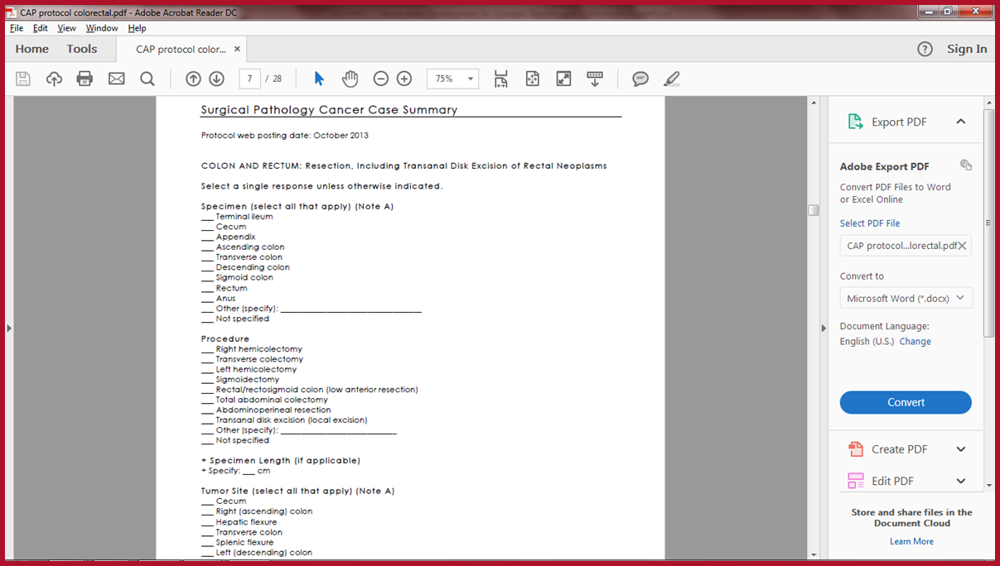 CAP protocol colorectal.pdf - Adobe Acrobat Reader DC
File Edit View Window Help
Home Tools CAP protocol color... × ? Sign In
7 / 28 75%
Surgical Pathology Cancer Case Summary
Protocol web posting date: October 2013
COLON AND RECTUM: Resection, Including Transanal Disk Excision of Rectal Neoplasms
Select a single response unless otherwise indicated.
Specimen (select all that apply) (Note A)
___ Terminal ileum
___ Cecum
___ Appendix
___ Ascending colon
___ Transverse colon
___ Descending colon
___ Sigmoid colon
___ Rectum
___ Anus
___ Other (specify): ____________________________
___ Not specified
Procedure
___ Right hemicolectomy
___ Transverse colectomy
___ Left hemicolectomy
___ Sigmoidectomy
___ Rectal/rectosigmoid colon (low anterior resection)
___ Total abdominal colectomy
___ Abdominoperineal resection
___ Transanal disk excision (local excision)
___ Other (specify): _______________________
___ Not specified
+ Specimen Length (if applicable)
+ Specify: ___ cm
Tumor Site (select all that apply) (Note A)
___ Cecum
___ Right (ascending) colon
___ Hepatic flexure
___ Transverse colon
___ Splenic flexure
___ Left (descending) colon
Export PDF
Adobe Export PDF
Convert PDF Files to Word
or Excel Online
Select PDF File
CAP protocol...lorectal.pdf
Convert to
Microsoft Word (*.docx)
Document Language:
English (U.S.) Change
Convert
Create PDF
Edit PDF
Store and share files in the
Document Cloud
Learn More